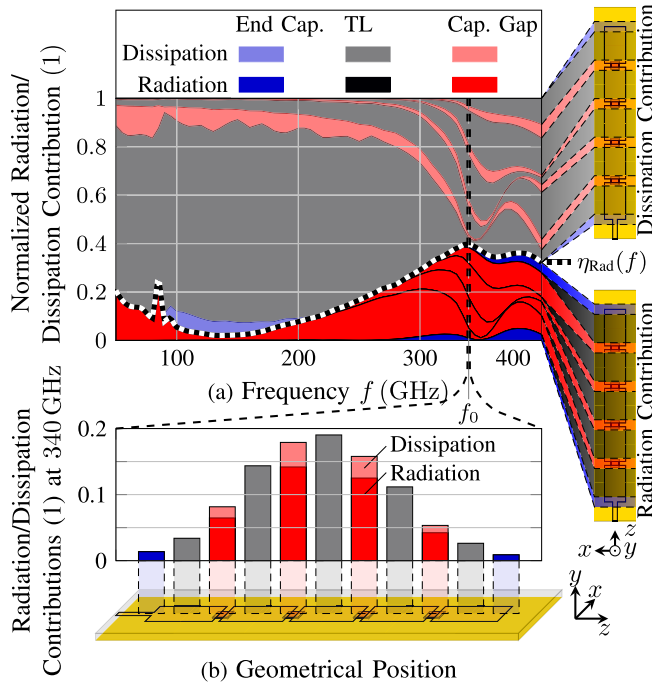 End Cap. TL Cap. Gap
Dissipation
Radiation
Normalized Radiation/
Dissipation Contribution (1)
1
0.8
0.6
0.4
0.2
0
100 200 300 400
(a) Frequency f (GHz)
f0
ηRad(f)
Dissipation Contribution
Radiation Contribution
z
x y
Radiation/Dissipation
Contributions (1) at 340 GHz
0.2
0.1
0
Dissipation
Radiation
y x
z
(b) Geometrical Position